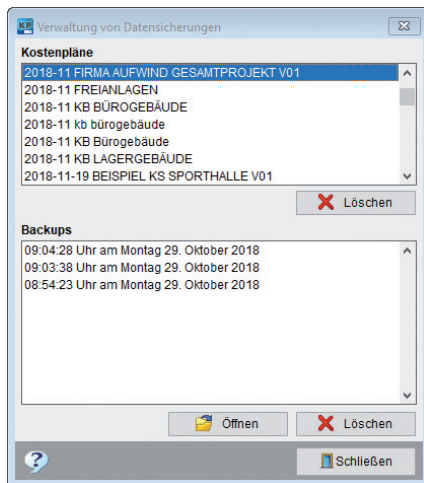 KP Verwaltung von Datensicherungen
Kostenpläne
2018-11 FIRMA AUFWIND GESAMTPROJEKT V01
2018-11 FREIANLAGEN
2018-11 KB BÜROGEBÄUDE
2018-11 kb bürogebäude
2018-11 KB Bürogebäude
2018-11 KB LAGERGEBÄUDE
2018-11-19 BEISPIEL KS SPORTHALLE V01
Löschen
Backups
09:04:28 Uhr am Montag 29. Oktober 2018
09:03:38 Uhr am Montag 29. Oktober 2018
08:54:23 Uhr am Montag 29. Oktober 2018
Öffnen Löschen
? Schließen